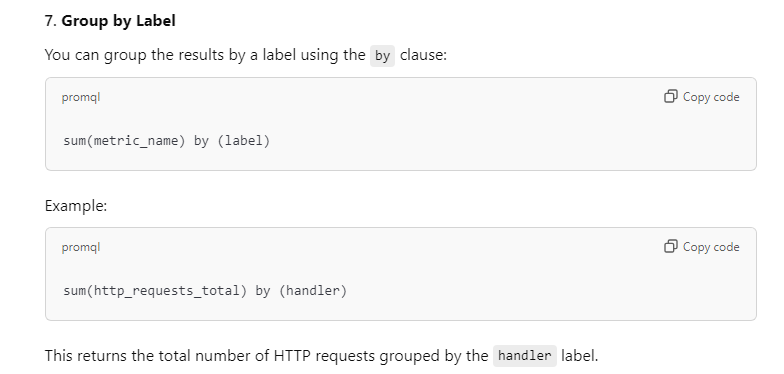 7. Group by Label
You can group the results by a label using the by clause:
promql
Copy code
sum(metric_name) by (label)
Example:
promql
Copy code
sum(http_requests_total) by (handler)
This returns the total number of HTTP requests grouped by the handler label.